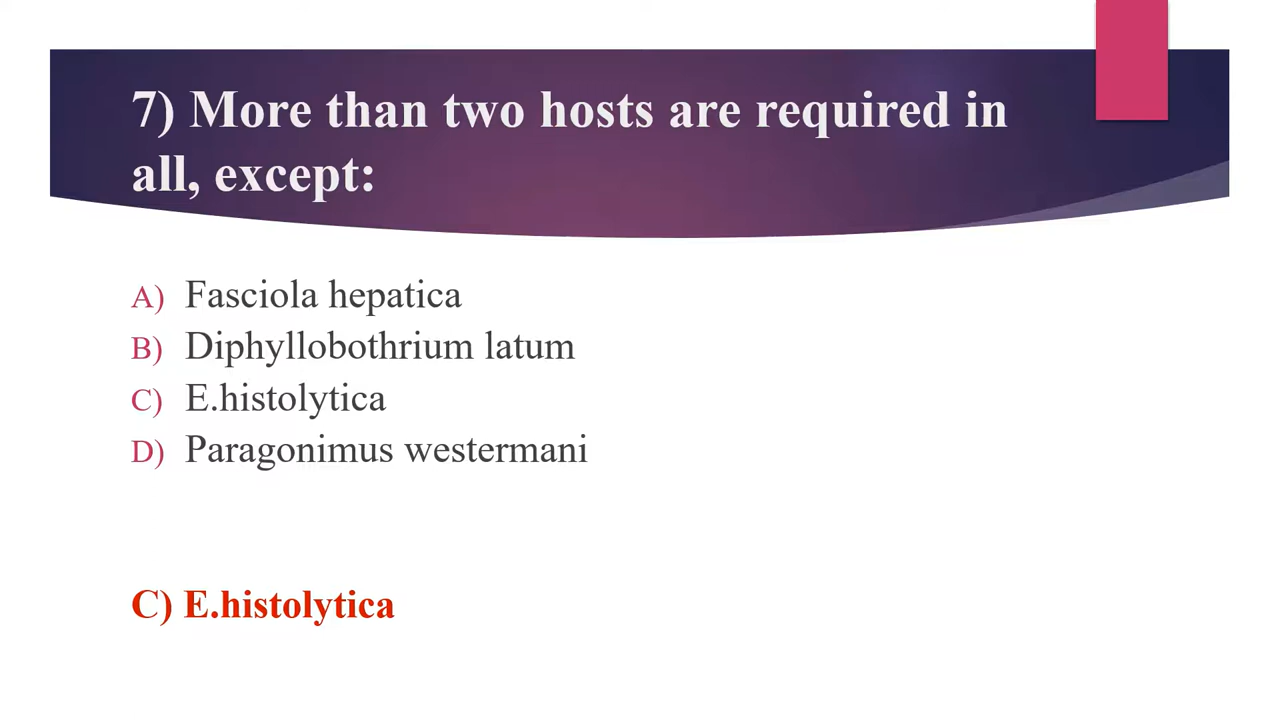 7) More than two hosts are required in
all, except:
A) Fasciola hepatica
B) Diphyllobothrium latum
C) E.histolytica
D) Paragonimus westermani
C) E.histolytica